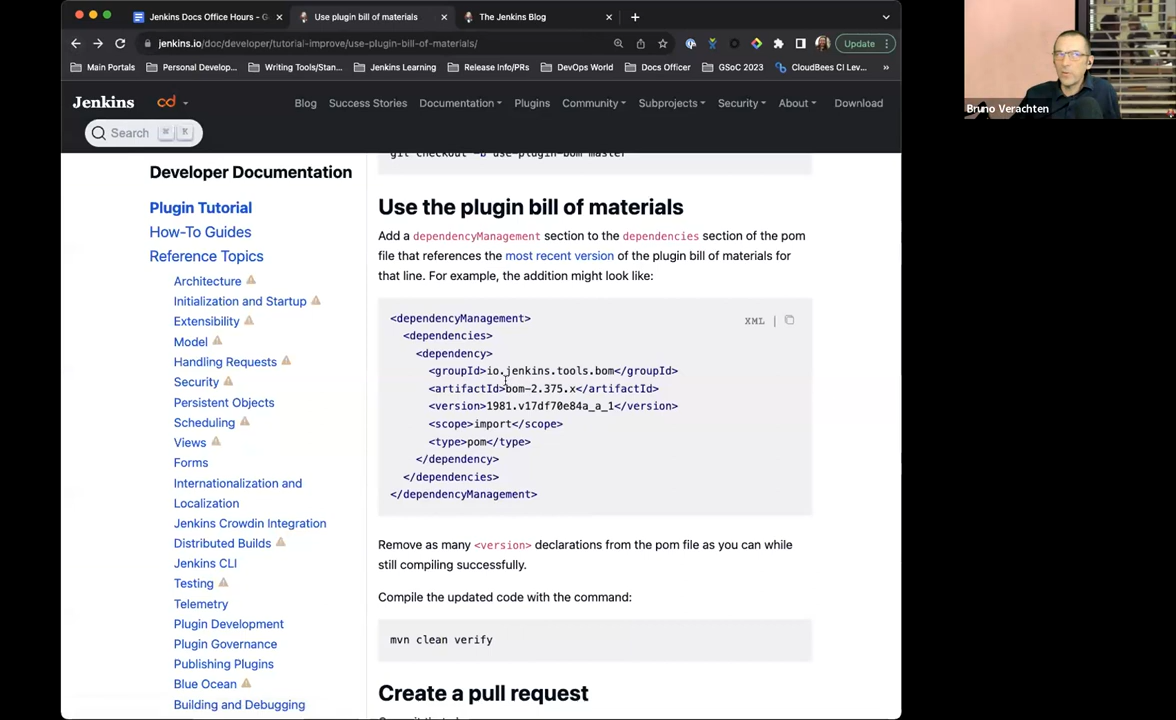 Jenkins Docs Office Hours - G
Use plugin bill of materials
The Jenkins Blog
jenkins.io/doc/developer/tutorial-improve/use-plugin-bill-of-materials/
Update
Main Portals
Personal Develop...
Writing Tools/Stan...
Jenkins Learning
Release Info/PRs
DevOps World
Docs Officer
GSoC 2023
CloudBees CI Lev...
»
Bruno Verachten
Jenkins
cd
Blog
Success Stories
Documentation
Plugins
Community
Subprojects
Security
About
Download
Search ⌘ K
Developer Documentation
Plugin Tutorial
How-To Guides
Reference Topics
Architecture
Initialization and Startup
Extensibility
Model
Handling Requests
Security
Persistent Objects
Scheduling
Views
Forms
Internationalization and
Localization
Jenkins Crowdin Integration
Distributed Builds
Jenkins CLI
Testing
Telemetry
Plugin Development
Plugin Governance
Publishing Plugins
Blue Ocean
Building and Debugging
git checkout -b use-plugin-bom master
Use the plugin bill of materials
Add a dependencyManagement section to the dependencies section of the pom
file that references the most recent version of the plugin bill of materials for
that line. For example, the addition might look like:
XML |
<dependencyManagement>
<dependencies>
<dependency>
<groupId>io.jenkins.tools.bom</groupId>
<artifactId>bom-2.375.x</artifactId>
<version>1981.v17df70e84a_a_1</version>
<scope>import</scope>
<type>pom</type>
</dependency>
</dependencies>
</dependencyManagement>
Remove as many <version> declarations from the pom file as you can while
still compiling successfully.
Compile the updated code with the command:
mvn clean verify
Create a pull request